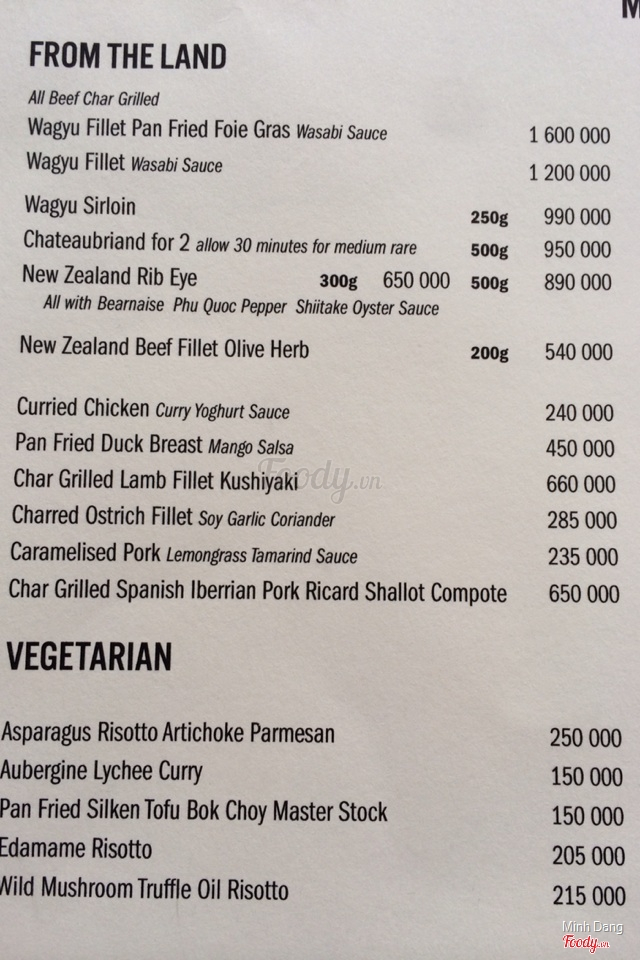 M
FROM THE LAND
All Beef Char Grilled
Wagyu Fillet Pan Fried Foie Gras Wasabi Sauce 1 600 000
Wagyu Fillet Wasabi Sauce 1 200 000
Wagyu Sirloin 250g 990 000
Chateaubriand for 2 allow 30 minutes for medium rare 500g 950 000
New Zealand Rib Eye 300g 650 000 500g 890 000
All with Bearnaise Phu Quoc Pepper Shiitake Oyster Sauce
New Zealand Beef Fillet Olive Herb 200g 540 000
Curried Chicken Curry Yoghurt Sauce 240 000
Pan Fried Duck Breast Mango Salsa 450 000
Foody.vn
Char Grilled Lamb Fillet Kushiyaki 660 000
Charred Ostrich Fillet Soy Garlic Coriander 285 000
Caramelised Pork Lemongrass Tamarind Sauce 235 000
Char Grilled Spanish Iberrian Pork Ricard Shallot Compote 650 000
VEGETARIAN
Asparagus Risotto Artichoke Parmesan 250 000
Aubergine Lychee Curry 150 000
Pan Fried Silken Tofu Bok Choy Master Stock 150 000
Edamame Risotto 205 000
Wild Mushroom Truffle Oil Risotto 215 000
Minh Dang
Foody.vn